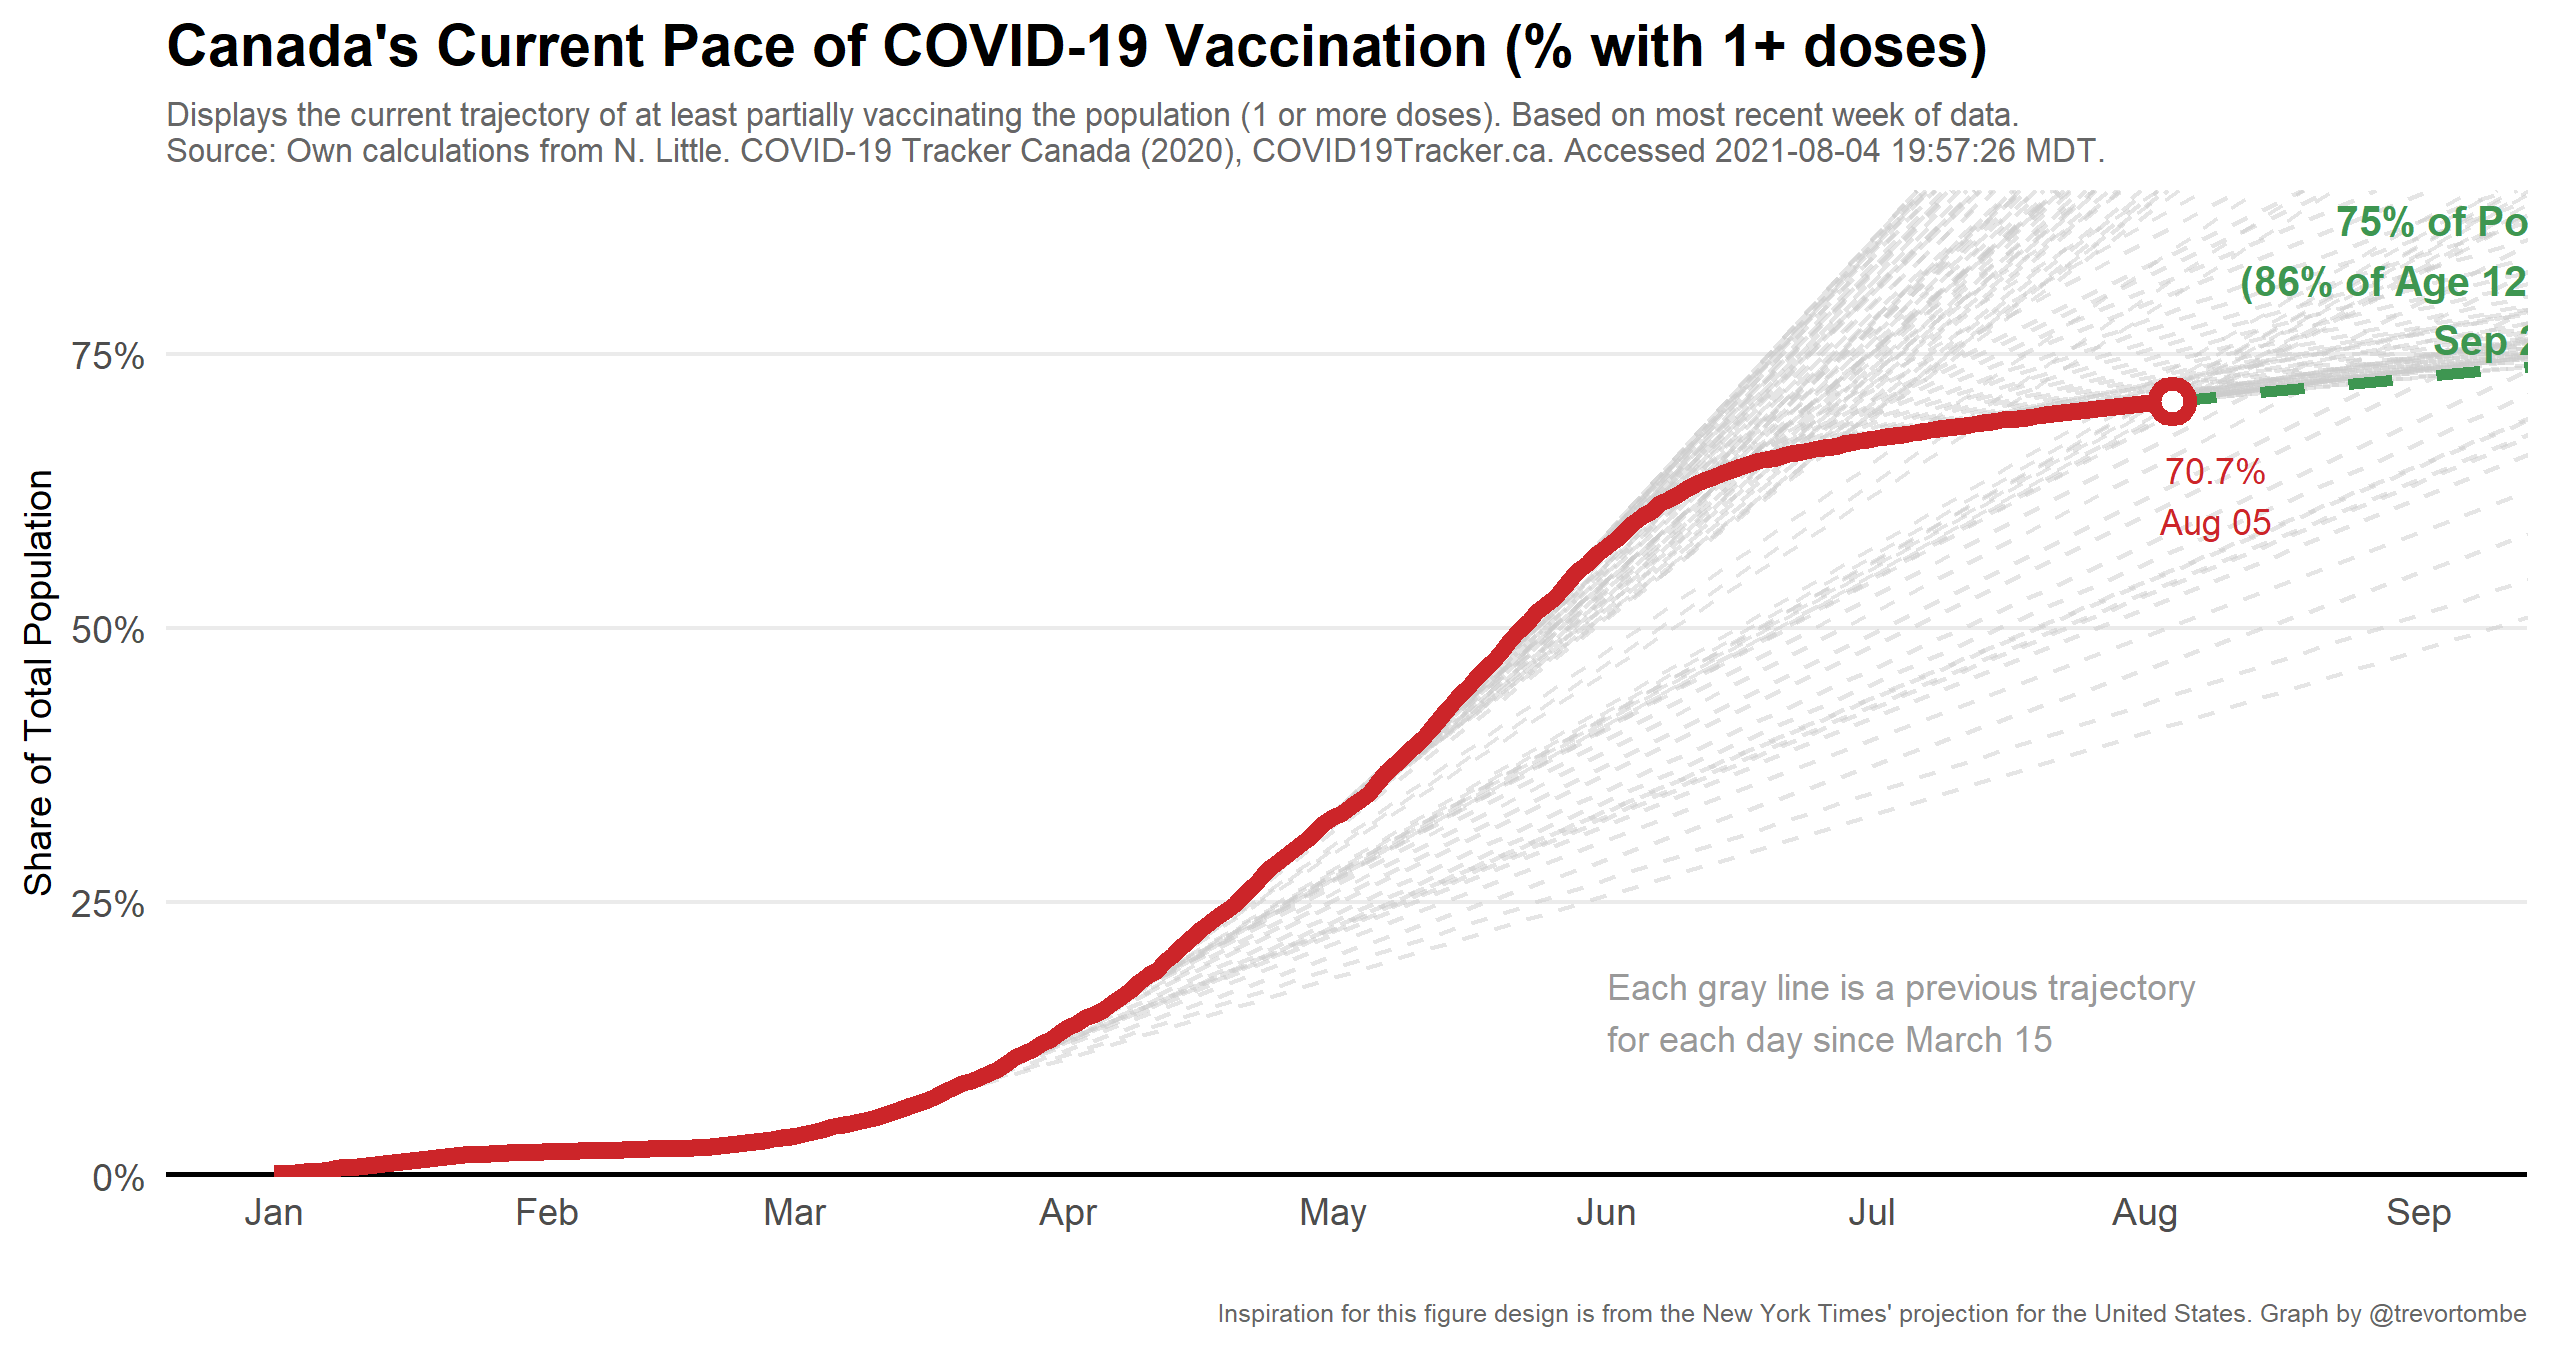 Canada's Current Pace of COVID-19 Vaccination (% with 1+ doses)
Displays the current trajectory of at least partially vaccinating the population (1 or more doses). Based on most recent week of data.
Source: Own calculations from N. Little. COVID-19 Tracker Canada (2020), COVID19Tracker.ca. Accessed 2021-08-04 19:57:26 MDT.
75% of Po
(86% of Age 12
Sep 2
75%
70.7%
Aug 05
Share of Total Population
50%
25%
Each gray line is a previous trajectory
for each day since March 15
0%
Jan Feb Mar Apr May Jun Jul Aug Sep
Inspiration for this figure design is from the New York Times' projection for the United States. Graph by @trevortombe